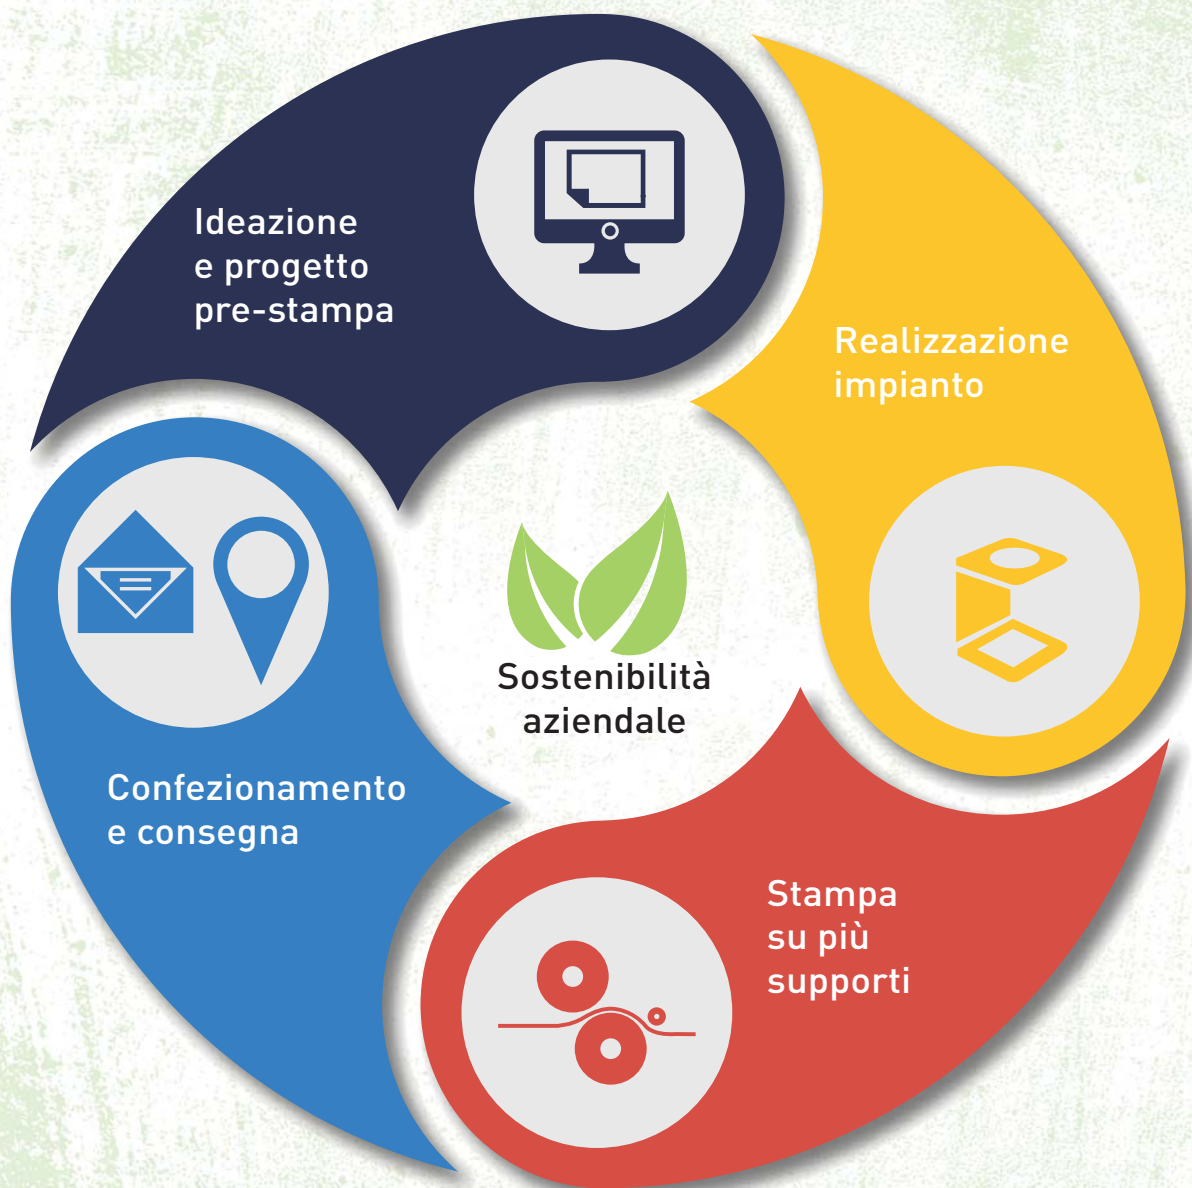 Ideazione
e progetto
pre-stampa
Realizzazione
impianto
Sostenibilità
aziendale
Confezionamento
e consegna
Stampa
su più
supporti